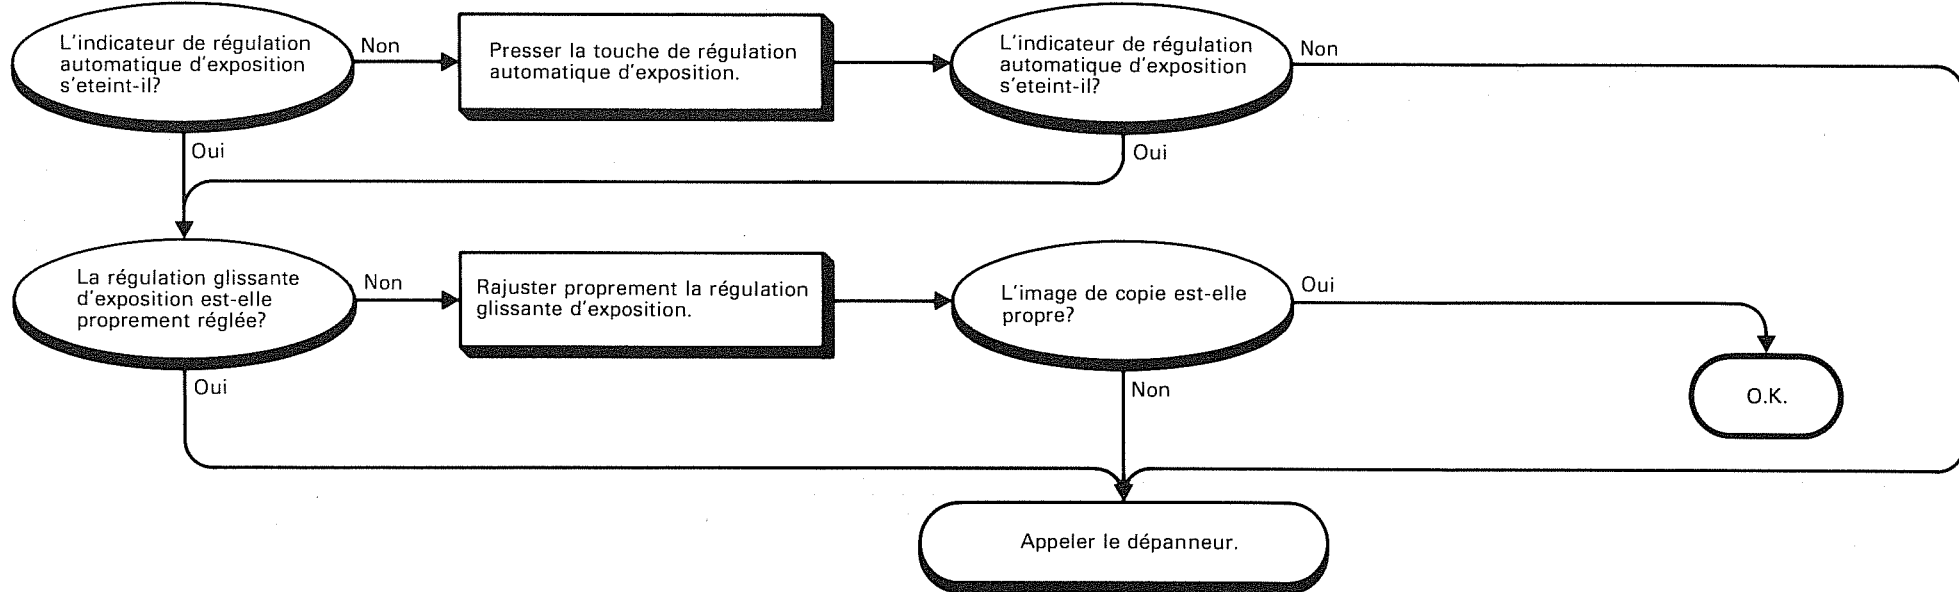 L'indicateur de régulation
automatique d'exposition
s'eteint-il?
Non
Presser la touche de régulation
automatique d'exposition.
L'indicateur de régulation
automatique d'exposition
s'eteint-il?
Non
Oui
Oui
La régulation glissante
d'exposition est-elle
proprement réglée?
Non
Rajuster proprement la régulation
glissante d'exposition.
L'image de copie est-elle
propre?
Oui
Oui
Non
O.K.
Appeler le dépanneur.